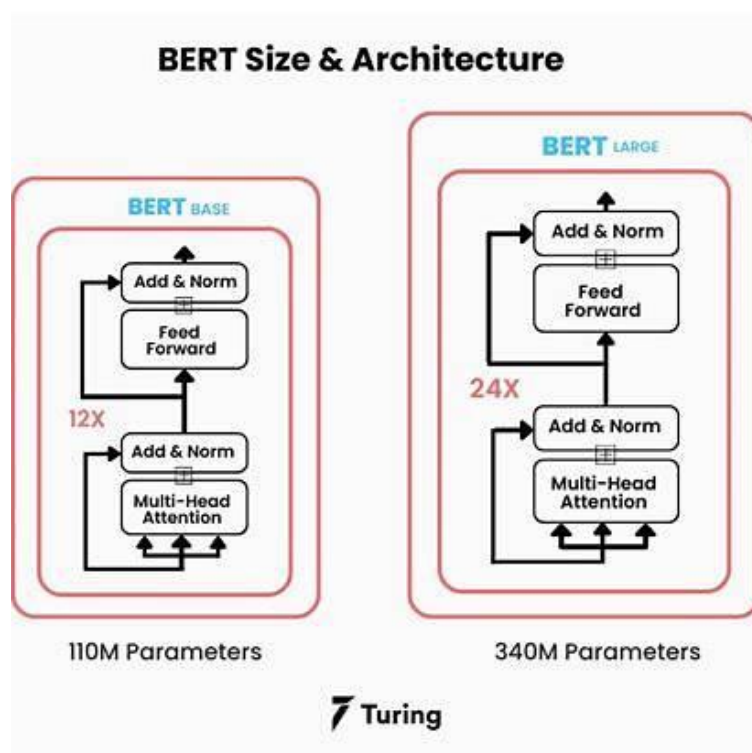 BERT Size & Architecture
BERT BASE
Add & Norm
Feed
Forward
12X
Add & Norm
Multi-Head
Attention
110M Parameters
BERT LARGE
Add & Norm
Feed
Forward
24X
Add & Norm
Multi-Head
Attention
340M Parameters
Turing